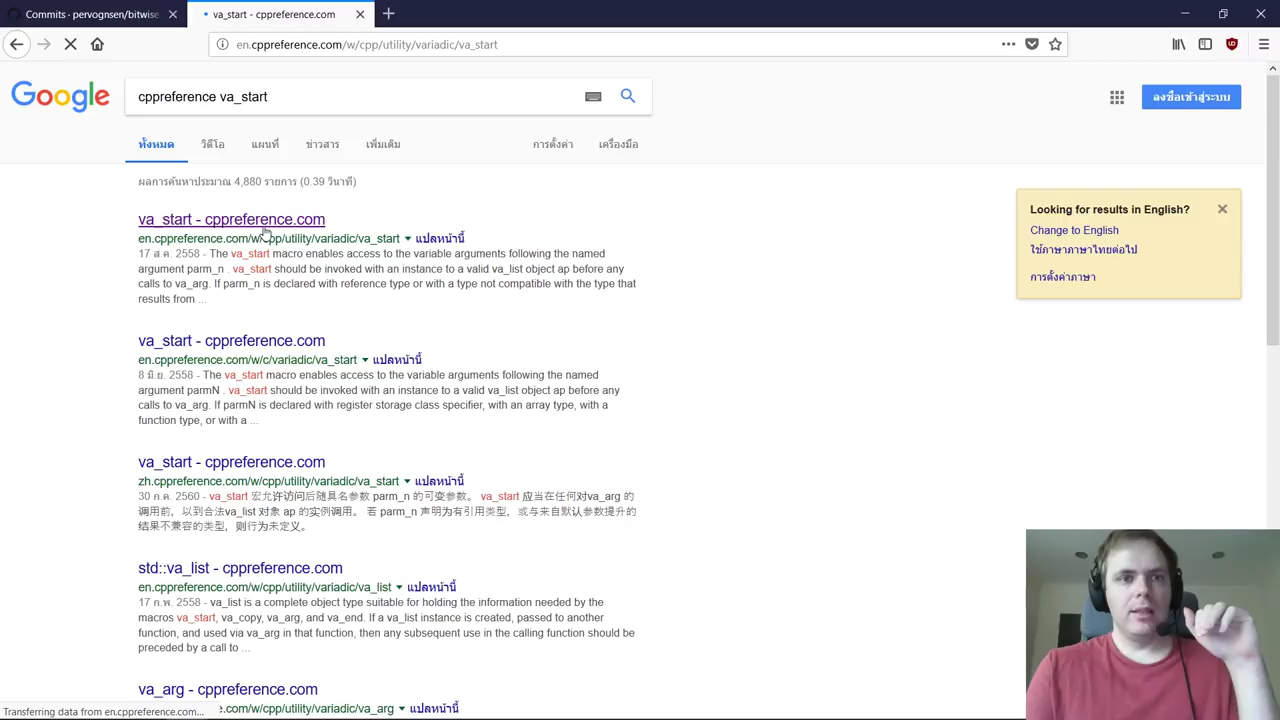 Commits - pervognsen/bitwise
va_start - cppreference.com
en.cppreference.com/w/cpp/utility/variadic/va_start
Google
cppreference va_start
ลงชื่อเข้าสู่ระบบ
ทั้งหมด วิดีโอ แผนที่ ข่าวสาร เพิ่มเติม การตั้งค่า เครื่องมือ
ผลการค้นหาประมาณ 4,880 รายการ (0.39 วินาที)
va_start - cppreference.com
en.cppreference.com/w/cpp/utility/variadic/va_start แปลหน้านี้
17 ส.ค. 2558 - The va_start macro enables access to the variable arguments following the named
argument parm_n . va_start should be invoked with an instance to a valid va_list object ap before any
calls to va_arg. If parm_n is declared with reference type or with a type not compatible with the type that
results from ...
Looking for results in English?
Change to English
ใช้ภาษาภาษาไทยต่อไป
การตั้งค่าภาษา
va_start - cppreference.com
en.cppreference.com/w/c/variadic/va_start แปลหน้านี้
8 มิ.ย. 2558 - The va_start macro enables access to the variable arguments following the named
argument parmN . va_start should be invoked with an instance to a valid va_list object ap before any
calls to va_arg. If parmN is declared with register storage class specifier, with an array type, with a
function type, or with a ...
va_start - cppreference.com
zh.cppreference.com/w/cpp/utility/variadic/va_start แปลหน้านี้
30 ก.ค. 2560 - va_start 宏允许访问后随具名参数 parm_n 的可变参数。 va_start 应当在任何对va_arg 的
调用前，以到合法va_list 对象 ap 的实例调用。 若 parm_n 声明为有引用类型，或与来自默认参数提升的
结果不兼容的类型，则行为未定义。
std::va_list - cppreference.com
en.cppreference.com/w/cpp/utility/variadic/va_list แปลหน้านี้
17 ก.พ. 2558 - va_list is a complete object type suitable for holding the information needed by the
macros va_start, va_copy, va_arg, and va_end. If a va_list instance is created, passed to another
function, and used via va_arg in that function, then any subsequent use in the calling function should be
preceded by a call to ...
va_arg - cppreference.com
.cppreference.com/w/cpp/utility/variadic/va_arg แปลหน้านี้
Transferring data from en.cppreference.com...